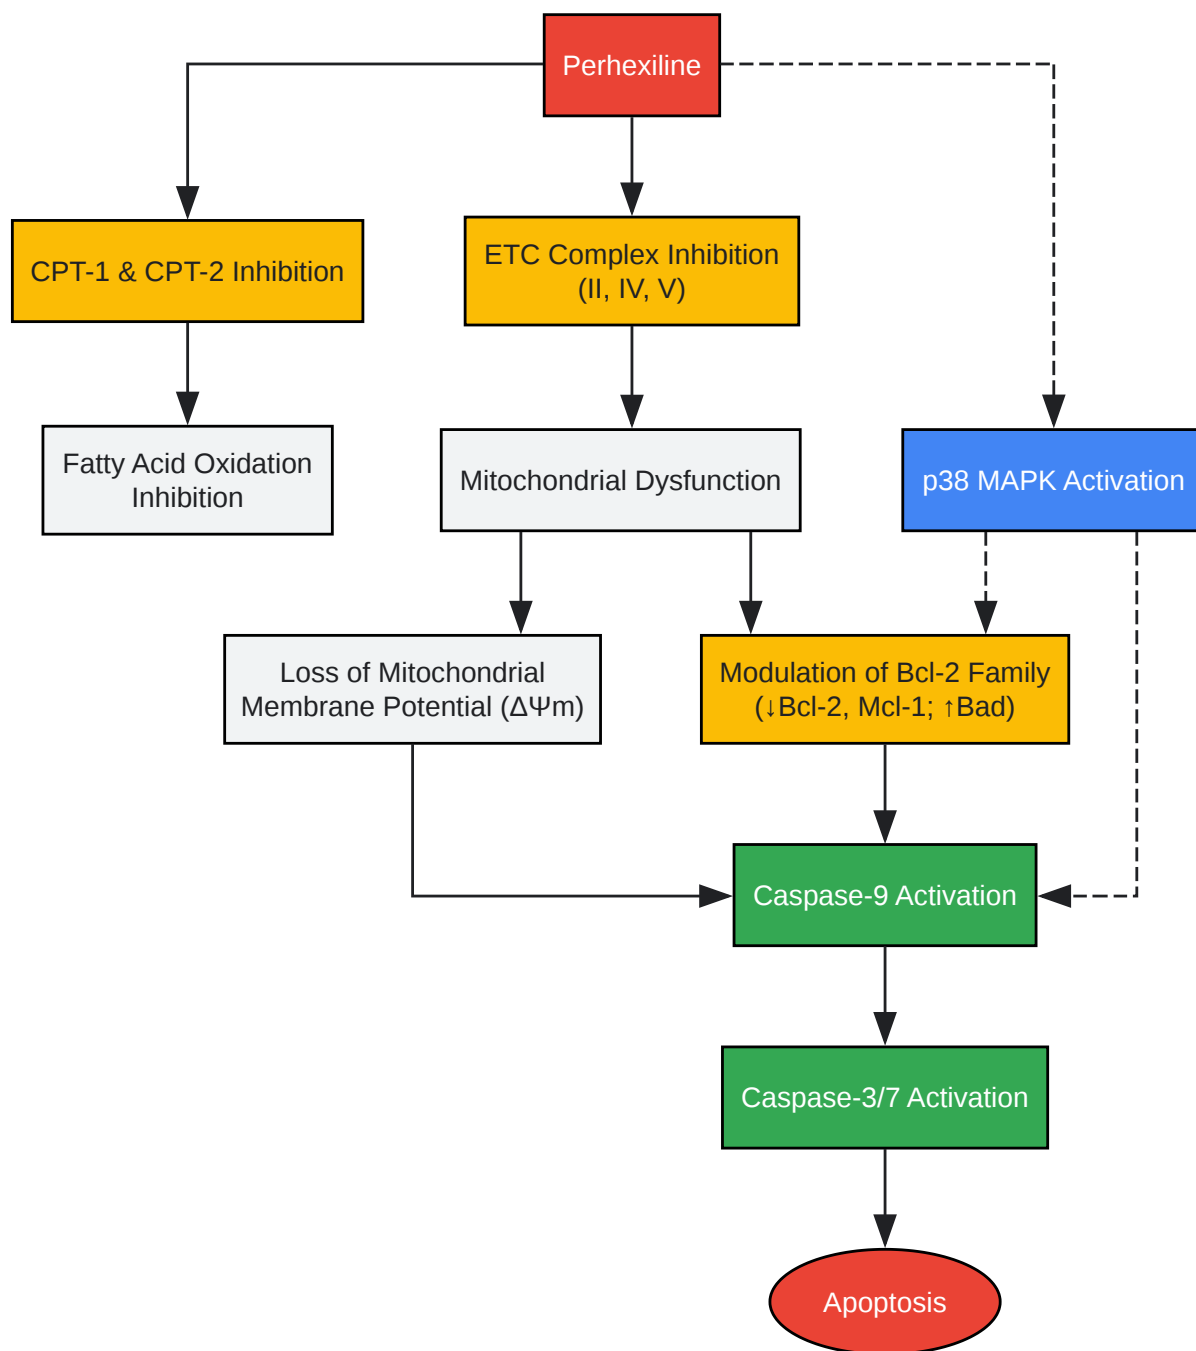 Perhexiline
CPT-1 & CPT-2 Inhibition
ETC Complex Inhibition
(II, IV, V)
Fatty Acid Oxidation
Inhibition
Mitochondrial Dysfunction
p38 MAPK Activation
Loss of Mitochondrial
Membrane Potential (ΔΨm)
Modulation of Bcl-2 Family
(↓Bcl-2, Mcl-1; ↑Bad)
Caspase-9 Activation
Caspase-3/7 Activation
Apoptosis